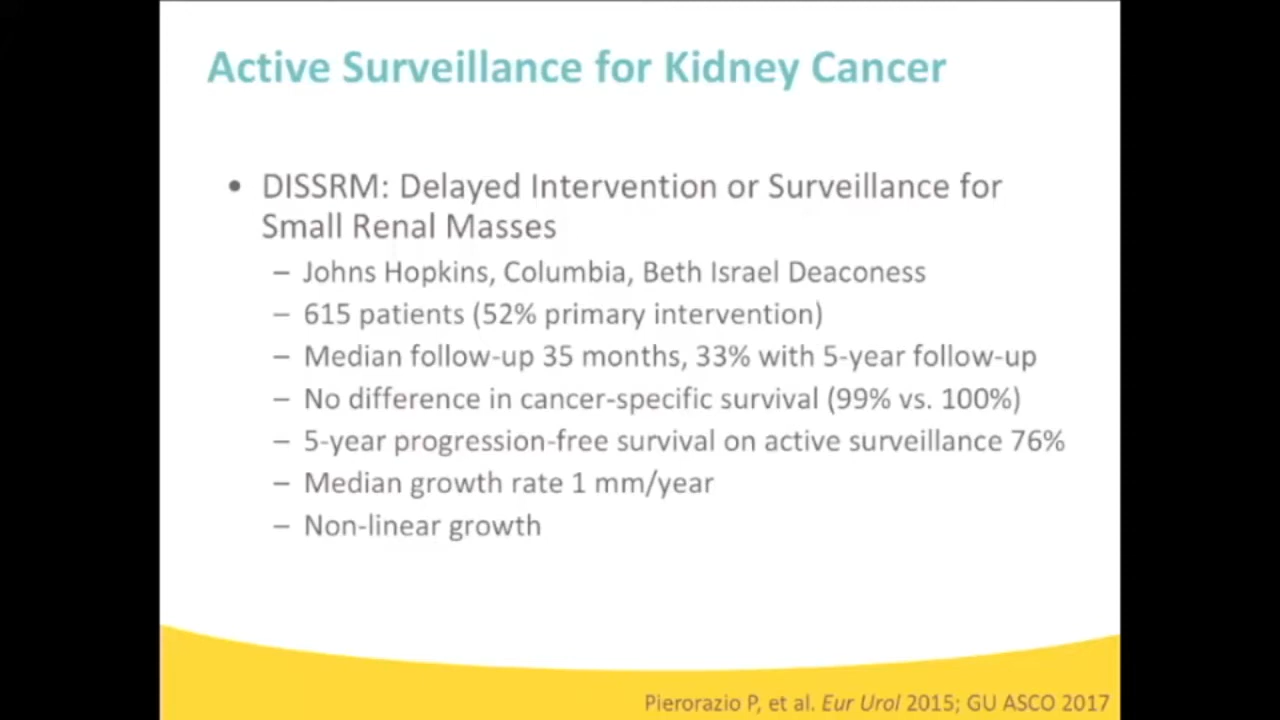 Active Surveillance for Kidney Cancer
• DISSRM: Delayed Intervention or Surveillance for
Small Renal Masses
– Johns Hopkins, Columbia, Beth Israel Deaconess
– 615 patients (52% primary intervention)
– Median follow-up 35 months, 33% with 5-year follow-up
– No difference in cancer-specific survival (99% vs. 100%)
– 5-year progression-free survival on active surveillance 76%
– Median growth rate 1 mm/year
– Non-linear growth
Pierorazio P, et al. Eur Urol 2015; GU ASCO 2017